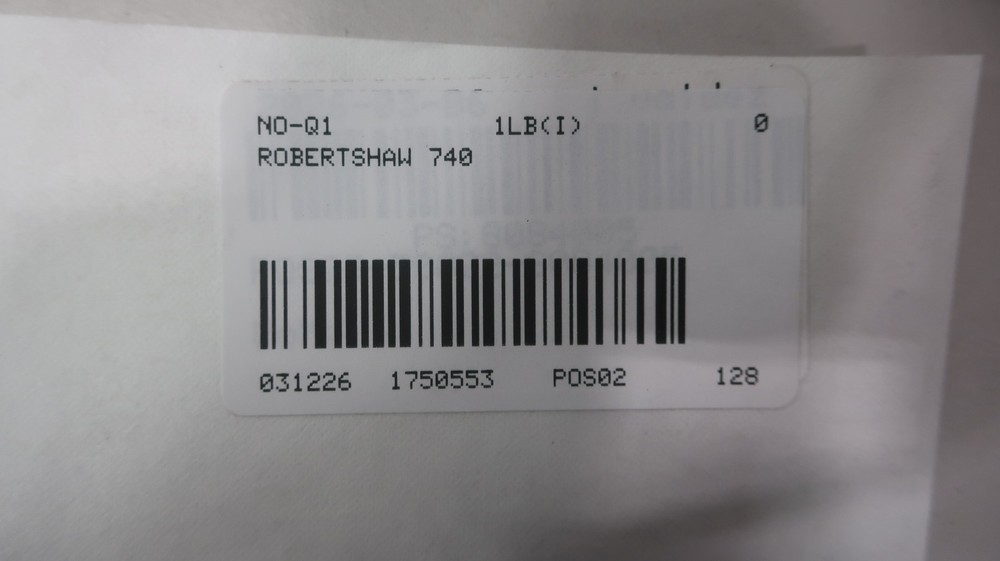 NO-Q1 1LB(I) 0
ROBERTSHAW 740
031226 1750553 POS02 128